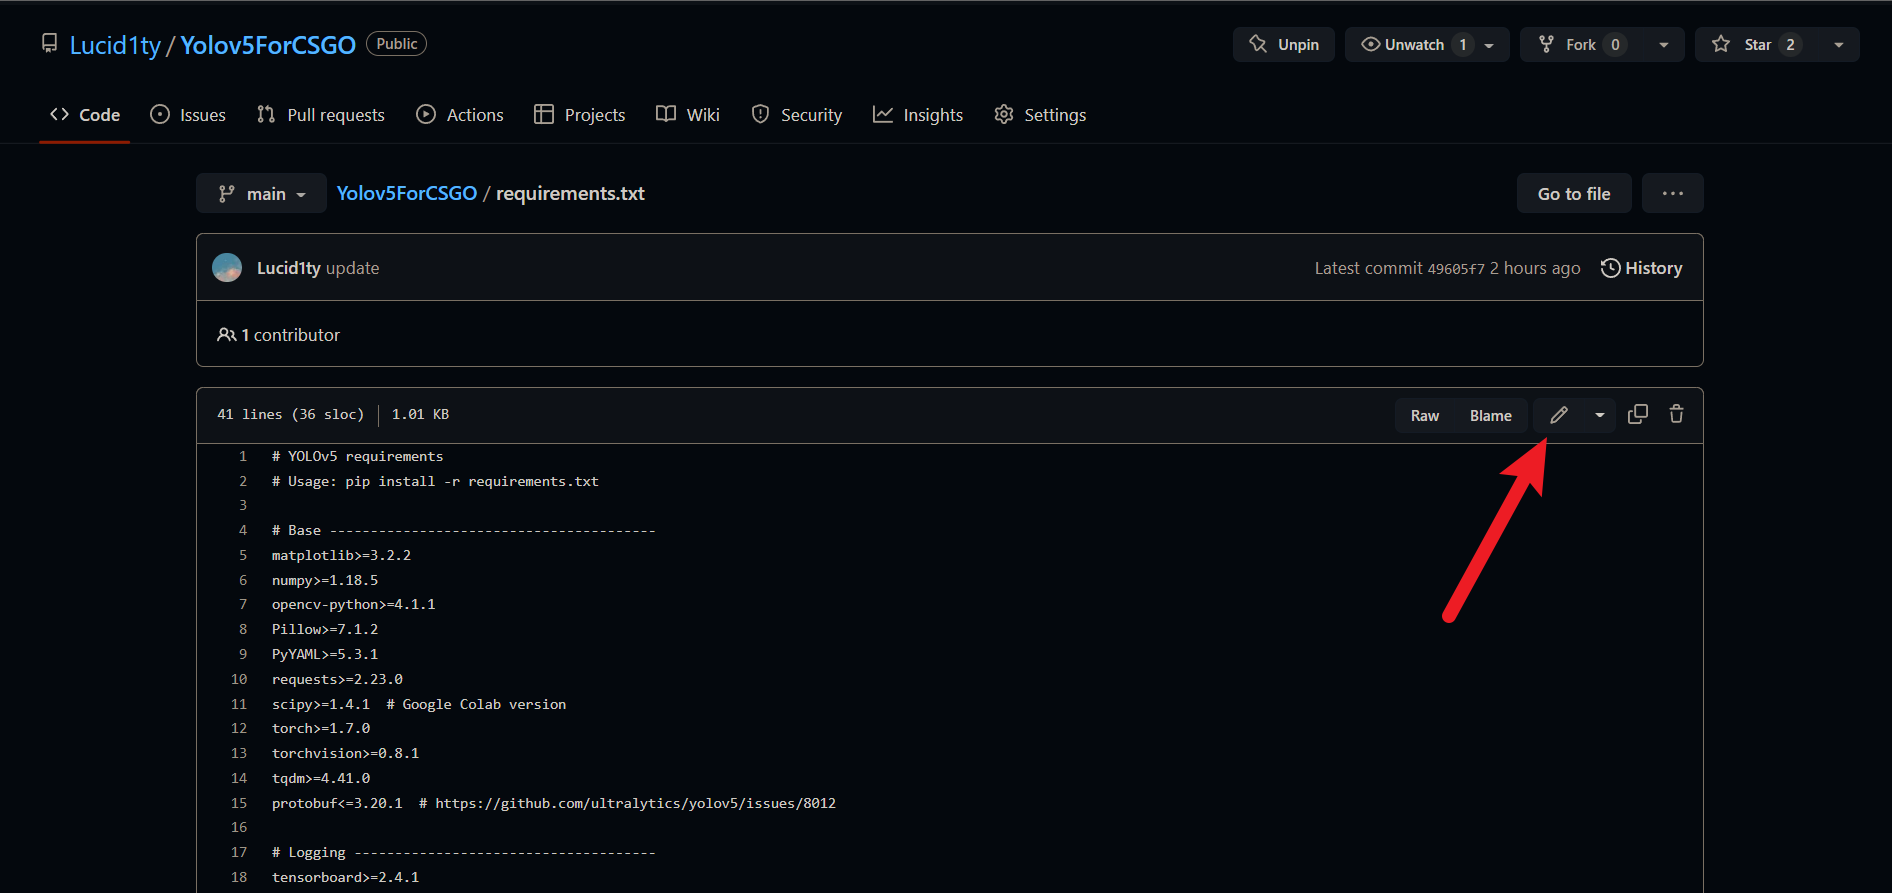 Lucid1ty / Yolov5ForCSGO Public
Unpin
Unwatch 1
Fork 0
Star 2
Code
Issues
Pull requests
Actions
Projects
Wiki
Security
Insights
Settings
main
Yolov5ForCSGO / requirements.txt
Go to file
...
Lucid1ty update
Latest commit 49605f7 2 hours ago
History
1 contributor
41 lines (36 sloc) | 1.01 KB
Raw
Blame
1 # YOLOv5 requirements
2 # Usage: pip install -r requirements.txt
3
4 # Base ----------------------------------------
5 matplotlib>=3.2.2
6 numpy>=1.18.5
7 opencv-python>=4.1.1
8 Pillow>=7.1.2
9 PyYAML>=5.3.1
10 requests>=2.23.0
11 scipy>=1.4.1  # Google Colab version
12 torch>=1.7.0
13 torchvision>=0.8.1
14 tqdm>=4.41.0
15 protobuf<=3.20.1  # https://github.com/ultralytics/yolov5/issues/8012
16
17 # Logging -------------------------------------
18 tensorboard>=2.4.1